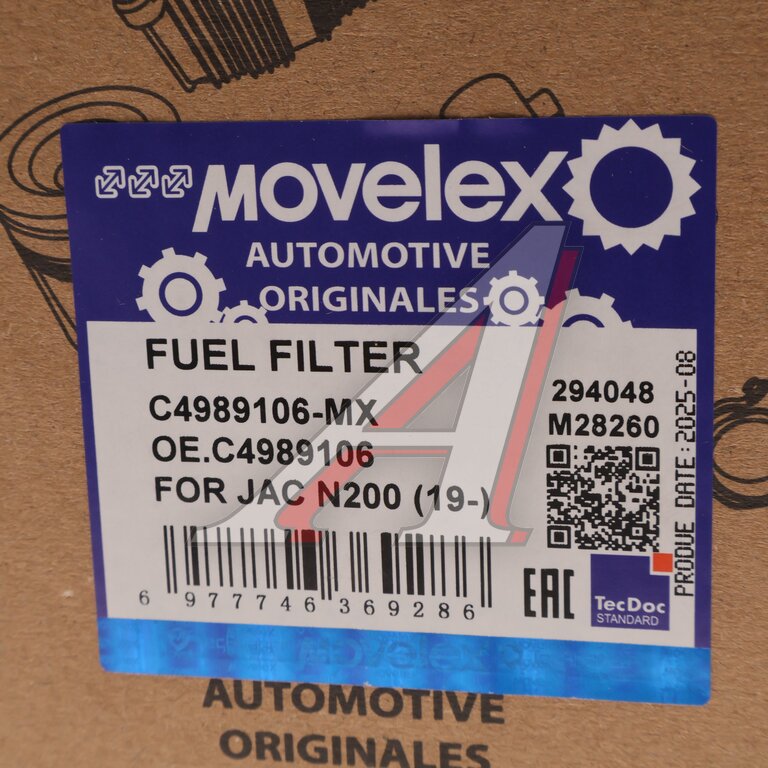 MOVELEX
AUTOMOTIVE
ORIGINALES
FUEL FILTER
C4989106-MX
OE.C4989106
FOR JAC N200 (19-)
294048
M28260
PRODUE DATE:2025-08
6 977746 369286
EAC
TecDoc
STANDARD
MOVELEX
AUTOMOTIVE
ORIGINALES